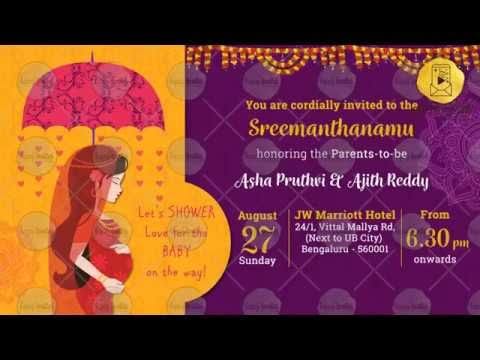 Let's SHOWER
Love for the
BABY
on the way!
You are cordially invited to the
Sreemanthanamu
honoring the Parents-to-be
Asha Pruthvi & Ajith Reddy
August
27
Sunday
JW Marriott Hotel
24/1, Vittal Mallya Rd,
(Next to UB City)
Bengaluru - 560001
From
6.30 pm
onwards